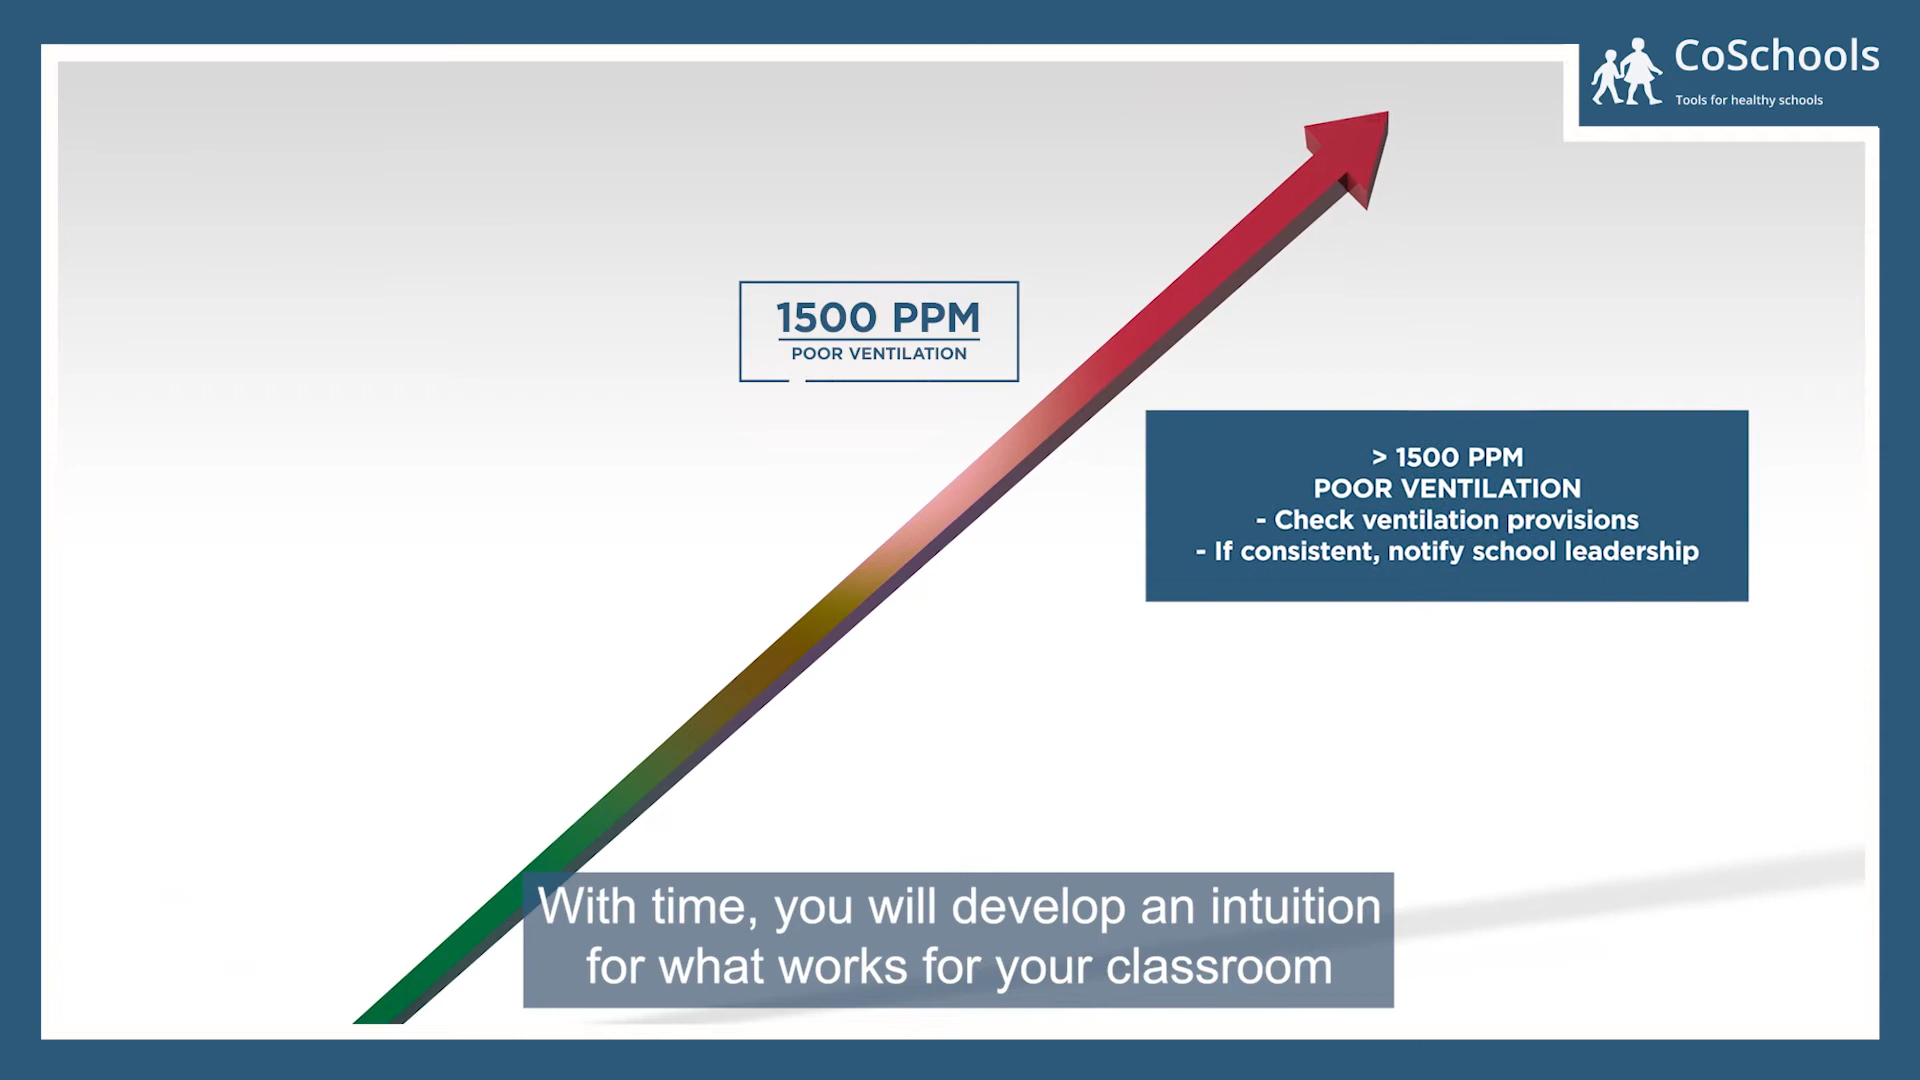 CoSchools
Tools for healthy schools
1500 PPM
POOR VENTILATION
> 1500 PPM
POOR VENTILATION
- Check ventilation provisions
- If consistent, notify school leadership
With time, you will develop an intuition
for what works for your classroom